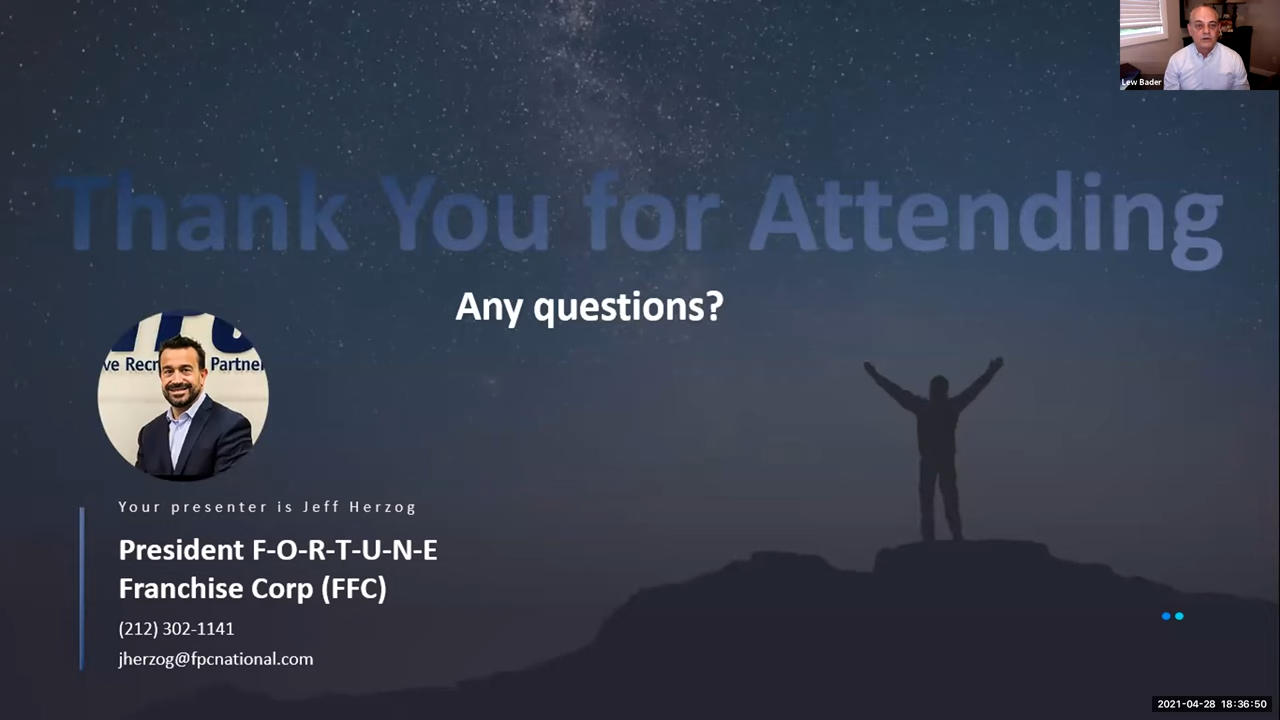 Lew Bader
Thank You for Attending
Any questions?
ve Recr Partner
Your presenter is Jeff Herzog
President F-O-R-T-U-N-E
Franchise Corp (FFC)
(212) 302-1141
jherzog@fpcnational.com
2021-04-28 18:36:50